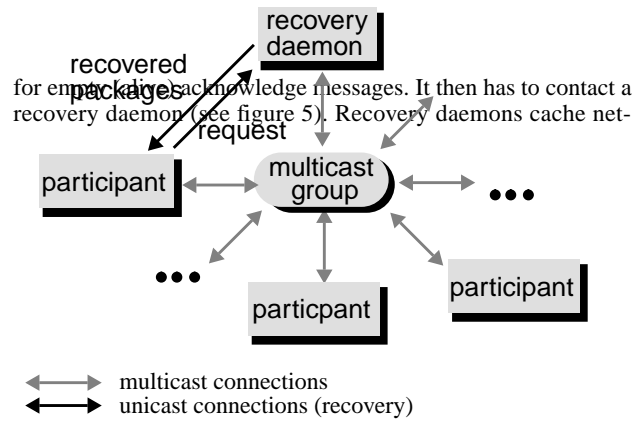 recovery
daemon
recovered
packages
for empty (alive) acknowledge messages. It then has to contact a
recovery daemon (see figure 5). Recovery daemons cache net-
request
multicast
group
participant
•••
•••
particpant
participant
multicast connections
unicast connections (recovery)